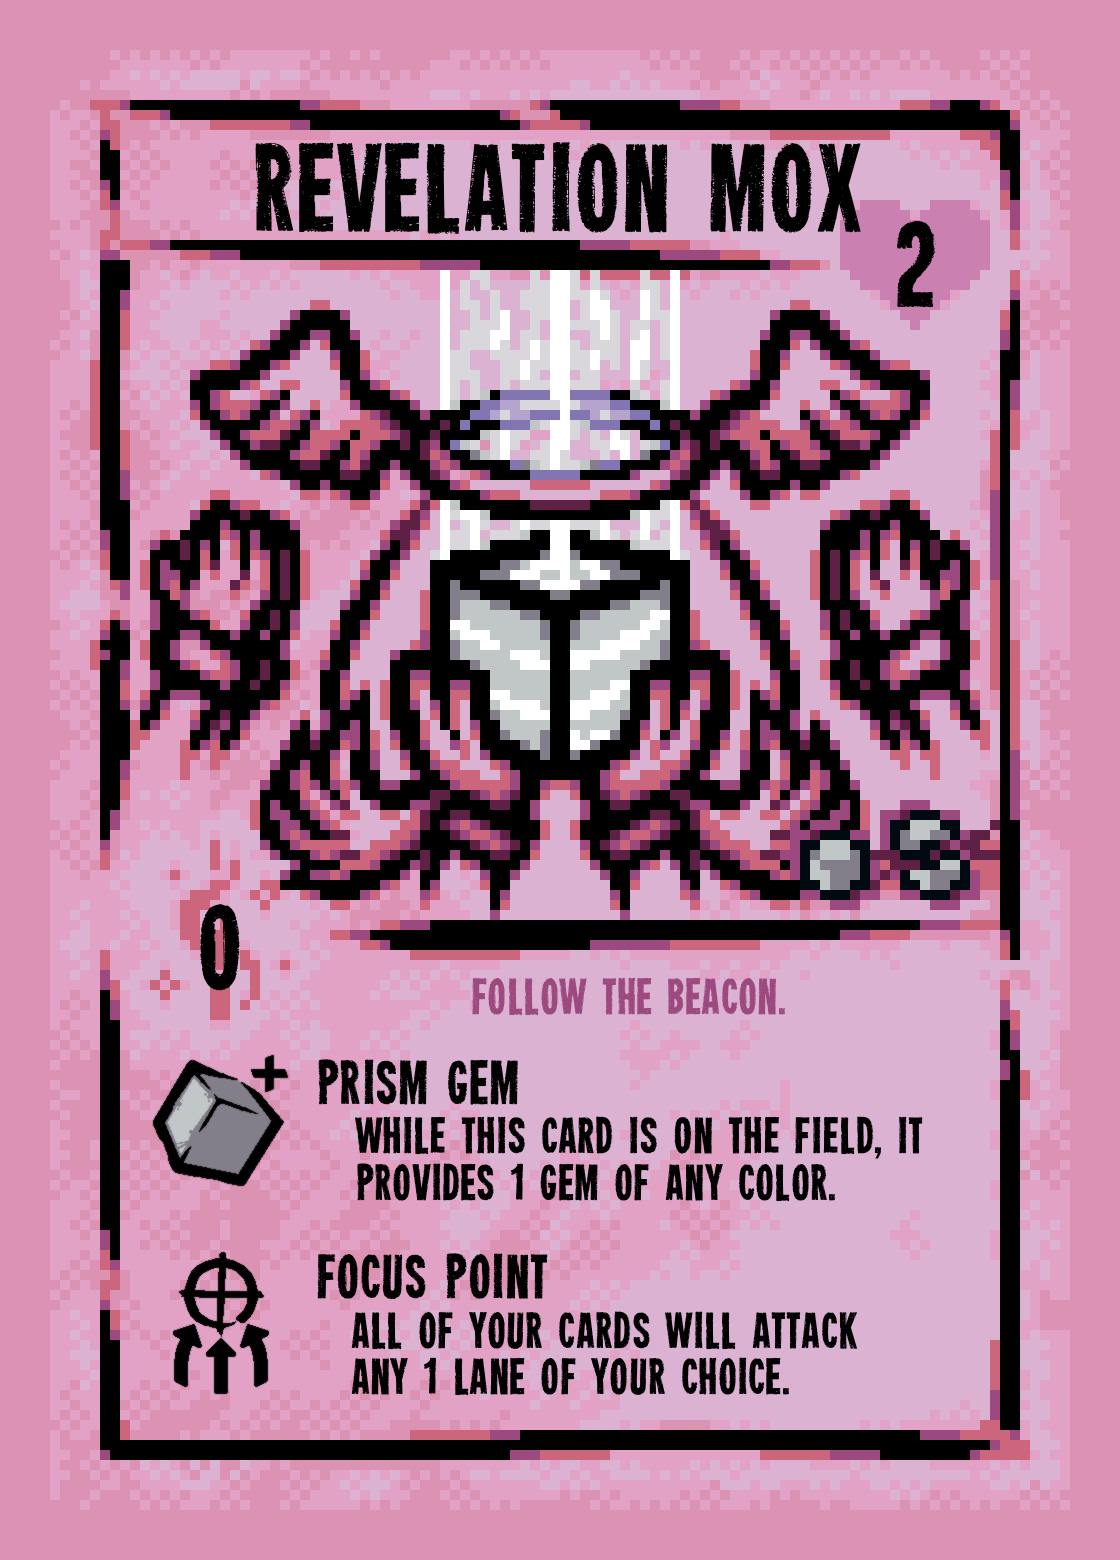 REVELATION MOX
2
0
FOLLOW THE BEACON.
PRISM GEM
WHILE THIS CARD IS ON THE FIELD, IT
PROVIDES 1 GEM OF ANY COLOR.
FOCUS POINT
ALL OF YOUR CARDS WILL ATTACK
ANY 1 LANE OF YOUR CHOICE.